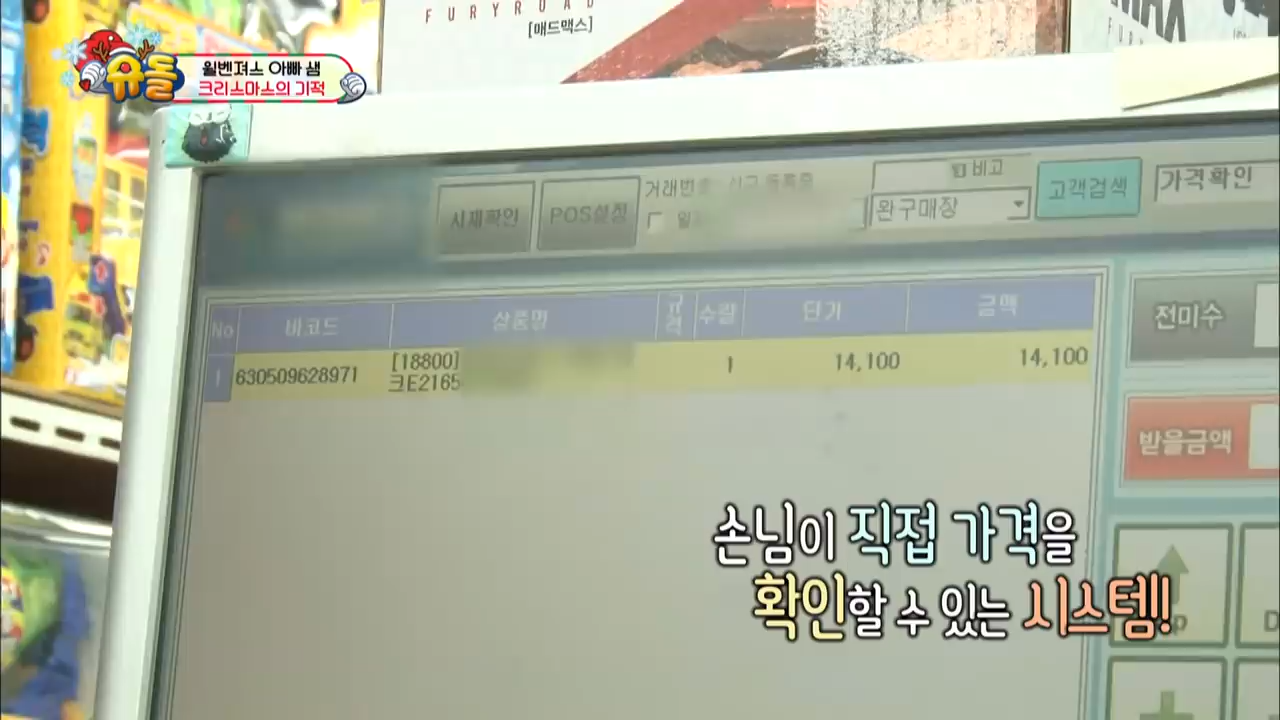 FURYROAD
[매드맥스]
MAX
슈돌
윌벤져스 아빠 샘
크리스마스의 기적
시재확인
POS설정
거래번호
비고
완구매장
고객검색
가격확인
No 바코드 상품명 규격 수량 단가 금액
1 630509628971 [18800] 1 14,100 14,100
크E2165
전미수
받을금액
손님이 직접 가격을
확인할 수 있는 시스템!